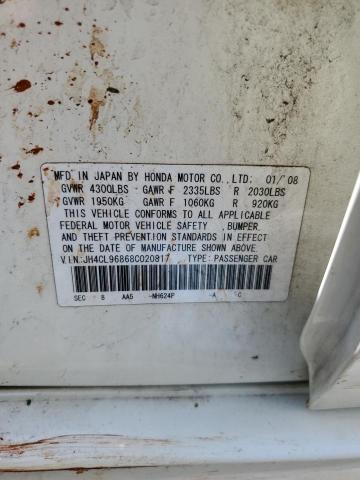 MFD. IN JAPAN BY HONDA MOTOR CO., LTD. 01/'08
GVWR 4300LBS GAWR F 2335LBS R 2030LBS
GVWR 1950KG GAWR F 1060KG R 920KG
THIS VEHICLE CONFORMS TO ALL APPLICABLE
FEDERAL MOTOR VEHICLE SAFETY , BUMPER,
AND THEFT PREVENTION STANDARDS IN EFFECT
ON THE DATE OF MANUFACTURE SHOWN ABOVE.
VIN:JH4CL96868C020817 TYPE: PASSENGER CAR
SEC 8 AA5 -NH624P -A C